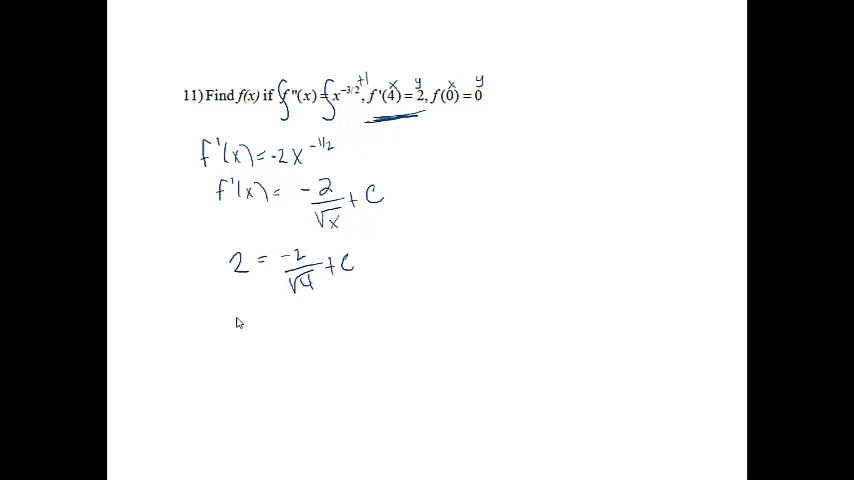 11) Find f(x) if ∫ f "(x) = ∫ x^{-3/2 +1}, f '(4) = 2, f(0) = 0
x y x y
f'(x) = -2x^{-1/2}
f'(x) = -2/√x + C
2 = -2/√4 + C